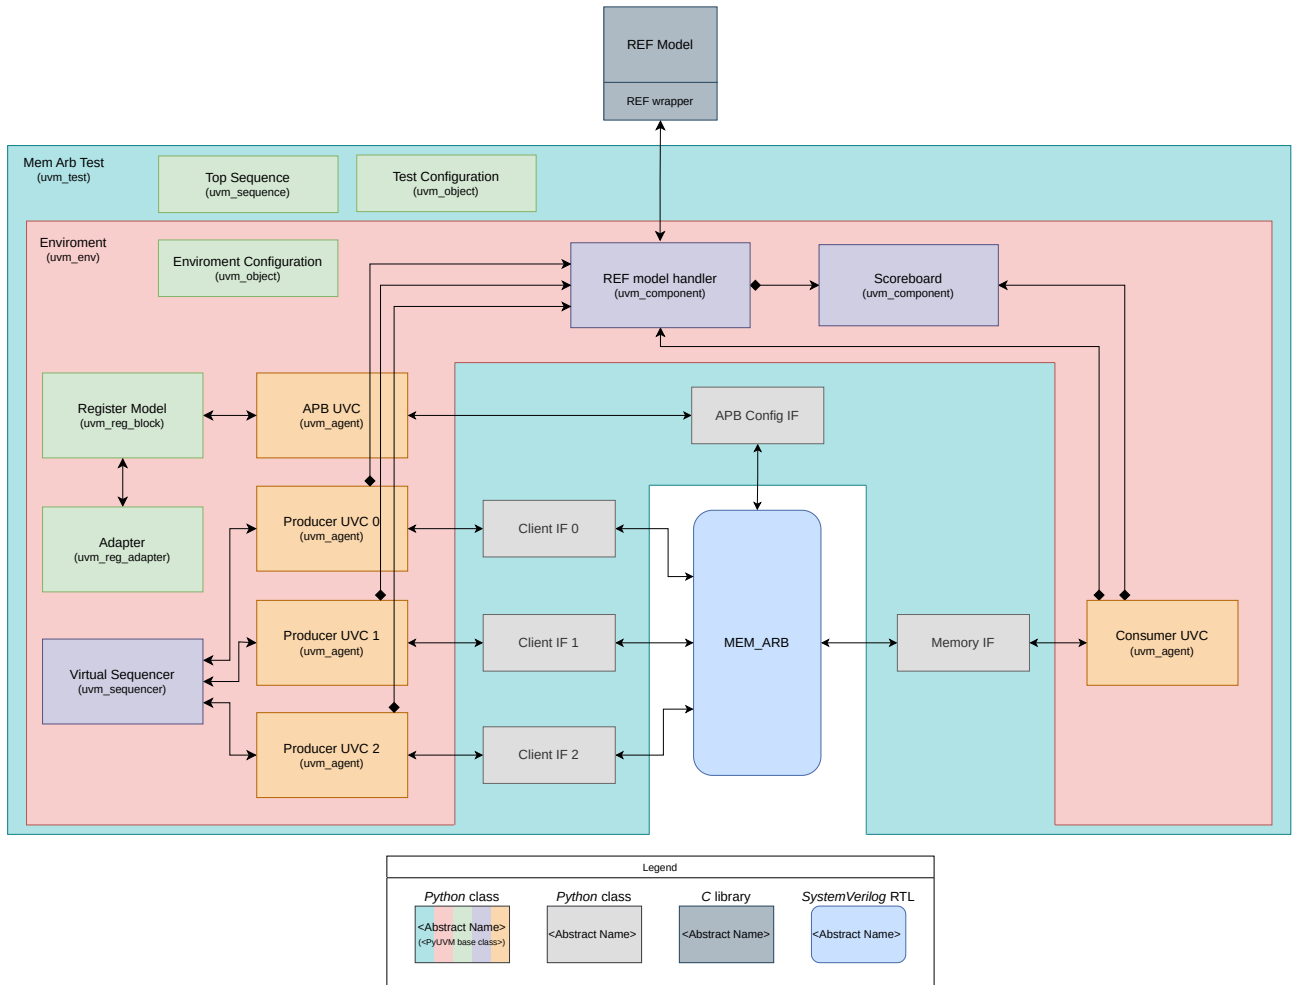 REF Model
REF wrapper
Mem Arb Test
(uvm_test)
Top Sequence
(uvm_sequence)
Test Configuration
(uvm_object)
Enviroment
(uvm_env)
Enviroment Configuration
(uvm_object)
REF model handler
(uvm_component)
Scoreboard
(uvm_component)
Register Model
(uvm_reg_block)
APB UVC
(uvm_agent)
APB Config IF
Adapter
(uvm_reg_adapter)
Producer UVC 0
(uvm_agent)
Client IF 0
Virtual Sequencer
(uvm_sequencer)
Producer UVC 1
(uvm_agent)
Client IF 1
MEM_ARB
Memory IF
Consumer UVC
(uvm_agent)
Producer UVC 2
(uvm_agent)
Client IF 2
Legend
Python class
<Abstract Name>
(<PyUVM base class>)
Python class
<Abstract Name>
C library
<Abstract Name>
SystemVerilog RTL
<Abstract Name>